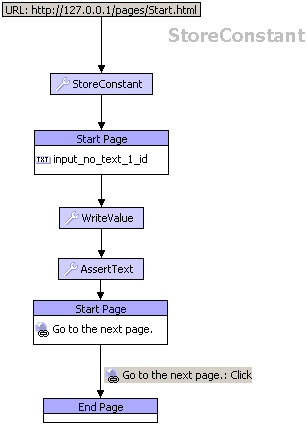 URL: http://127.0.0.1/pages/Start.html
StoreConstant
StoreConstant
Start Page
TXT input_no_text_1_id
WriteValue
AssertText
Start Page
Go to the next page.
Go to the next page.: Click
End Page